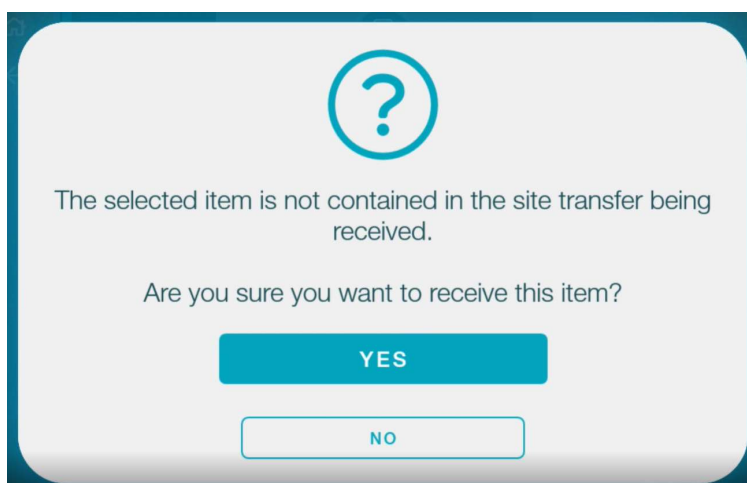 ?
The selected item is not contained in the site transfer being
received.
Are you sure you want to receive this item?
YES
NO